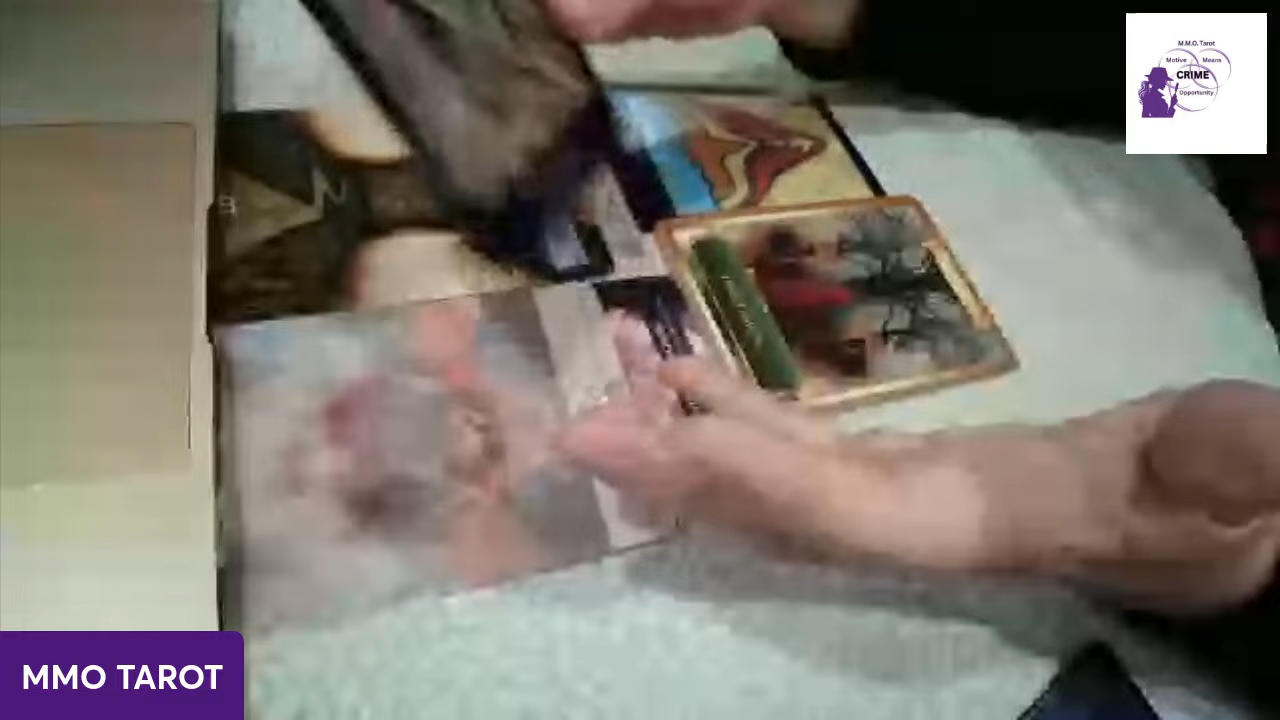 M.M.O. Tarot
Motive
Means
CRIME
Opportunity
MMO TAROT